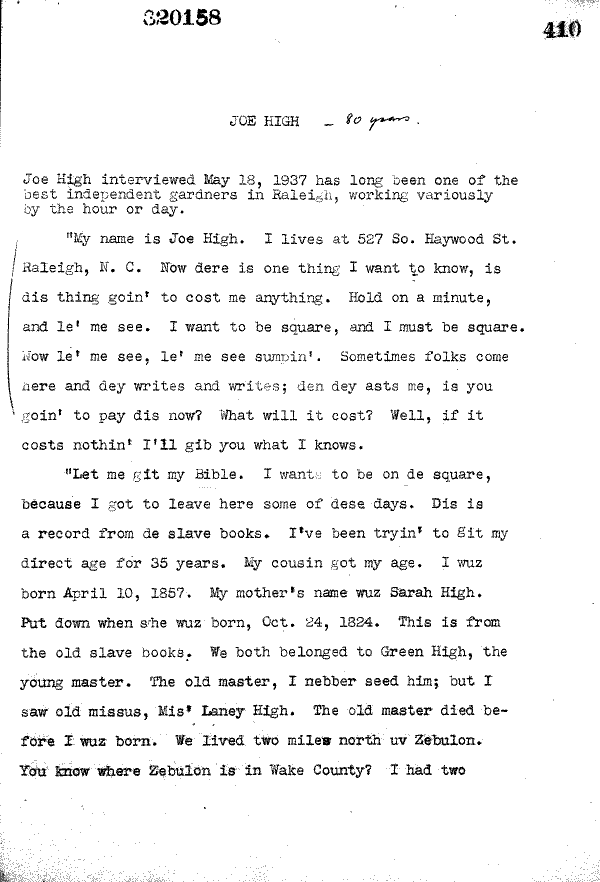 320158
410
JOE HIGH - 80 years.
Joe High interviewed May 18, 1937 has long been one of the
best independent gardners in Raleigh, working variously
by the hour or day.
"My name is Joe High. I lives at 527 So. Haywood St.
Raleigh, N. C. Now dere is one thing I want to know, is
dis thing goin' to cost me anything. Hold on a minute,
and le' me see. I want to be square, and I must be square.
Now le' me see, le' me see sumpin'. Sometimes folks come
here and dey writes and writes; den dey asts me, is you
goin' to pay dis now? What will it cost? Well, if it
costs nothin' I'll gib you what I knows.
"Let me git my Bible. I wants to be on de square,
because I got to leave here some of dese days. Dis is
a record from de slave books. I've been tryin' to git my
direct age for 35 years. My cousin got my age. I wuz
born April 10, 1857. My mother's name wuz Sarah High.
Put down when she wuz born, Oct. 24, 1824. This is from
the old slave books. We both belonged to Green High, the
young master. The old master, I nebber seed him; but I
saw old missus, Mis' Laney High. The old master died be-
fore I wuz born. We lived two miles north uv Zebulon.
You know where Zebulon is in Wake County? I had two